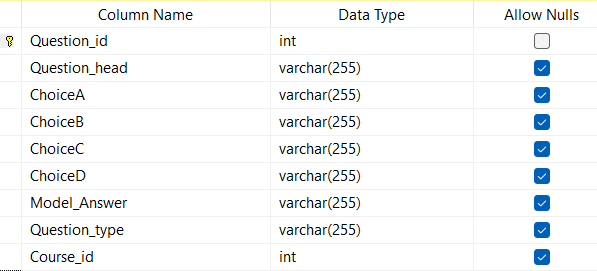 Column Name Data Type Allow Nulls
Question_id int
Question_head varchar(255)
ChoiceA varchar(255)
ChoiceB varchar(255)
ChoiceC varchar(255)
ChoiceD varchar(255)
Model_Answer varchar(255)
Question_type varchar(255)
Course_id int